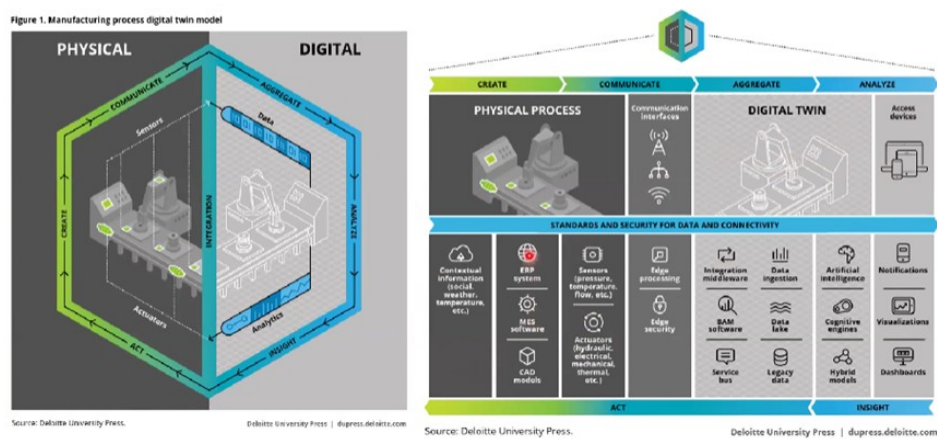 Figure 1. Manufacturing process digital twin model
PHYSICAL
DIGITAL
COMMUNICATE
AGGREGATE
Sensors
Data
CREATE
INTEGRATION
ANALYZE
Actuators
Analytics
ACT
INSIGHT
Source: Deloitte University Press.
Deloitte University Press | dupress.deloitte.com
CREATE
COMMUNICATE
AGGREGATE
ANALYZE
PHYSICAL PROCESS
Communication
interfaces
DIGITAL TWIN
Access
devices
STANDARDS AND SECURITY FOR DATA AND CONNECTIVITY
Contextual
information
(social,
weather,
temperature,
etc.)
ERP
system
MES
software
CAD
models
Sensors
(pressure,
temperature,
flow, etc.)
Actuators
(hydraulic,
electrical,
mechanical,
thermal,
etc.)
Edge
processing
Edge
security
Integration
middleware
BAM
software
Service
bus
Data
ingestion
Data
lake
Legacy
data
Artificial
intelligence
Cognitive
engines
Hybrid
models
Notifications
Visualizations
Dashboards
ACT
INSIGHT
Source: Deloitte University Press.
Deloitte University Press | dupress.deloitte.com